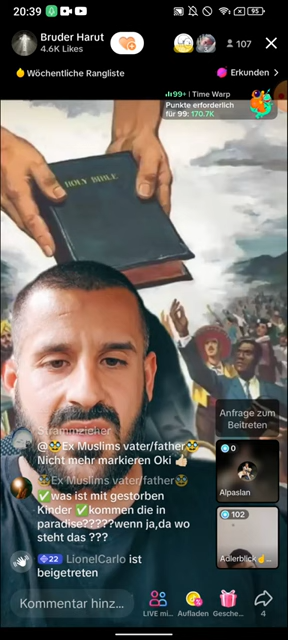 20:39
95
Bruder Harut
4.6K Likes
107
Wöchentliche Rangliste
Erkunden
99+ | Time Warp
Punkte erforderlich
für 99: 170.7K
HOLY BIBLE
Anfrage zum
Beitreten
0
Alpaslan
102
Adlerblick☝...
Strammzieher
@🥸Ex Muslims vater/father🥸
Nicht mehr markieren Oki 👍🏻
🥸Ex Muslims vater/father🥸
✅was ist mit gestorben
Kinder ✅kommen die in
paradise?????wenn ja,da wo
steht das ???
22 LionelCarlo ist
beigetreten
Kommentar hinz...
LIVE mi...
Aufladen
Gesche...
4